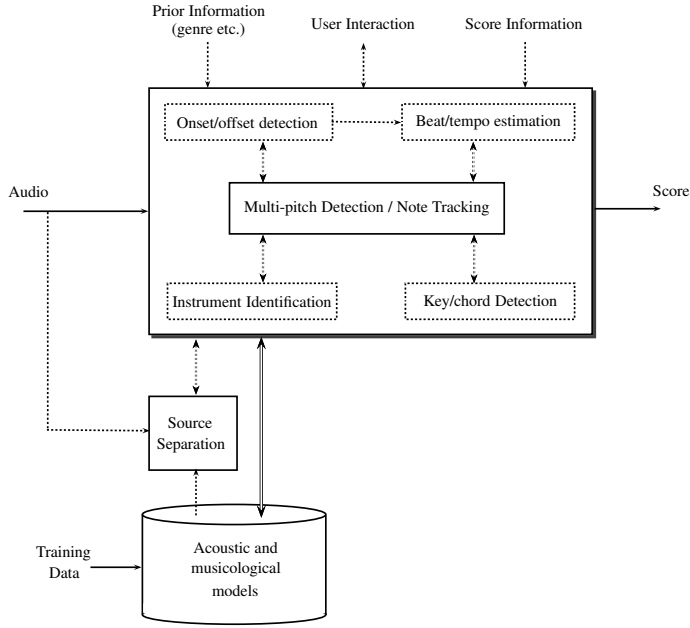 Prior Information
(genre etc.)
User Interaction
Score Information
Onset/offset detection
Beat/tempo estimation
Audio
Multi-pitch Detection / Note Tracking
Score
Instrument Identification
Key/chord Detection
Source
Separation
Training
Data
Acoustic and
musicological
models